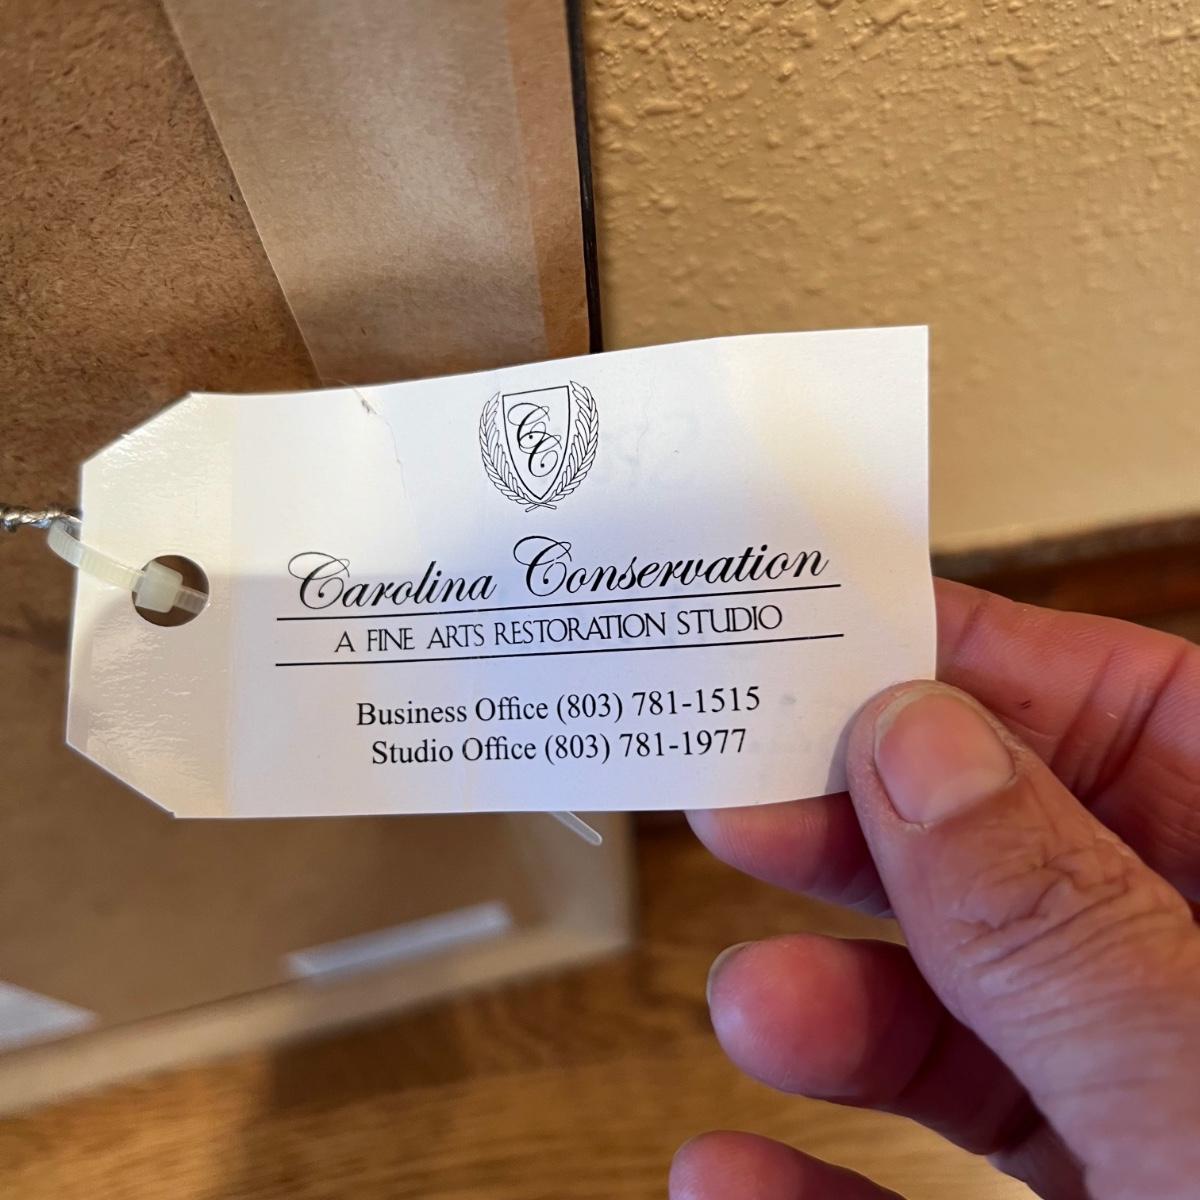 CC
Carolina Conservation
A FINE ARTS RESTORATION STUDIO
Business Office (803) 781-1515
Studio Office (803) 781-1977